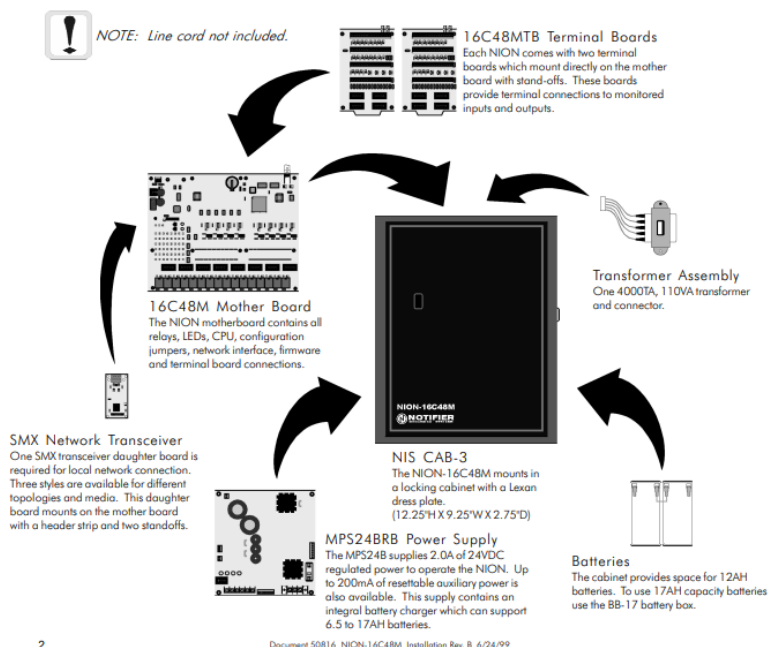 NOTE: Line cord not included.
16C48MTB Terminal Boards
Each NION comes with two terminal
boards which mount directly on the mother
board with stand-offs. These boards
provide terminal connections to monitored
inputs and outputs.
Transformer Assembly
One 4000TA, 110VA transformer
and connector.
16C48M Mother Board
The NION motherboard contains all
relays, LEDs, CPU, configuration
jumpers, network interface, firmware
and terminal board connections.
NION-16C48M
NOTIFIER
SMX Network Transceiver
One SMX transceiver daughter board is
required for local network connection.
Three styles are available for different
topologies and media. This daughter
board mounts on the mother board
with a header strip and two standoffs.
NIS CAB-3
The NION-16C48M mounts in
a locking cabinet with a Lexan
dress plate.
(12.25"H X 9.25"W X 2.75"D)
MPS24BRB Power Supply
The MPS24B supplies 2.0A of 24VDC
regulated power to operate the NION. Up
to 200mA of resettable auxiliary power is
also available. This supply contains an
integral battery charger which can support
6.5 to 17AH batteries.
Batteries
The cabinet provides space for 12AH
batteries. To use 17AH capacity batteries
use the BB-17 battery box.
2
Document 50816 NION-16C48M Installation Rev. B 6/24/99